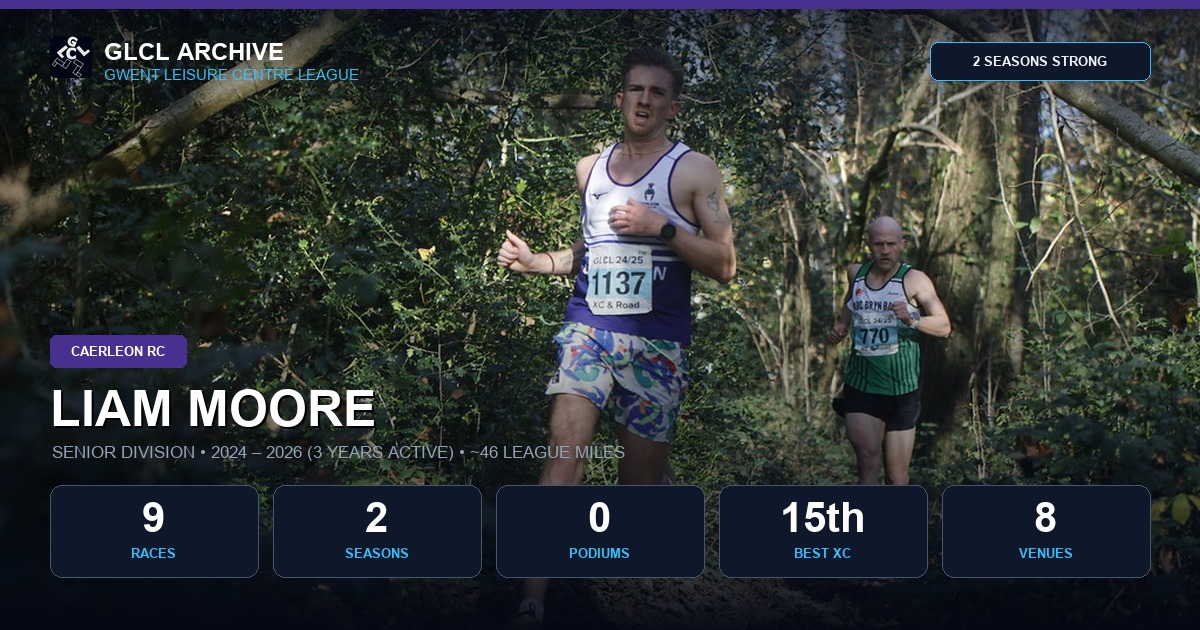 GLCL ARCHIVE
GWENT LEISURE CENTRE LEAGUE
2 SEASONS STRONG
GLCL 24/25
1137
XC & Road
GLCL 24/25
770
CAERLEON RC
LIAM MOORE
SENIOR DIVISION • 2024 – 2026 (3 YEARS ACTIVE) • ~46 LEAGUE MILES
9
RACES
2
SEASONS
0
PODIUMS
15th
BEST XC
8
VENUES